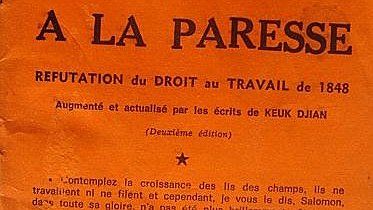 A LA PARESSE
REFUTATION du DROIT au TRAVAIL de 1848
Augmenté et actualisé par les écrits de KEUK DJIAN
(Deuxième édition)
« Contemplez la croissance des lis des champs, ils ne
travaillent ni ne filent et cependant, je vous le dis, Salomon,
dans toute sa gloire, n'a pas été plus